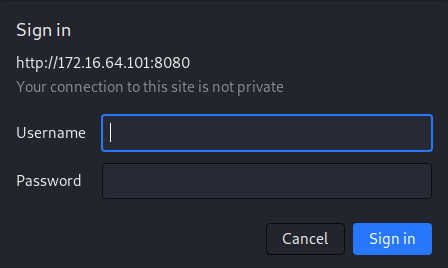 Sign in
http://172.16.64.101:8080
Your connection to this site is not private
Username
Password
Cancel Sign in